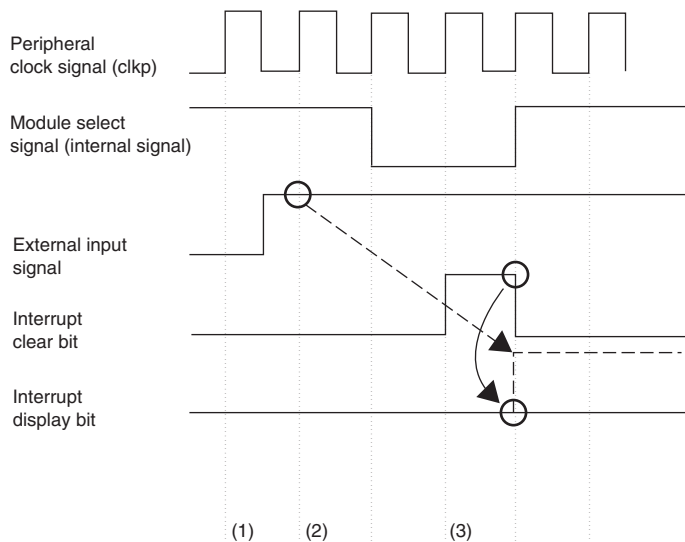 Peripheral
clock signal (clkp)
Module select
signal (internal signal)
External input
signal
Interrupt
clear bit
Interrupt
display bit
(1) (2) (3)